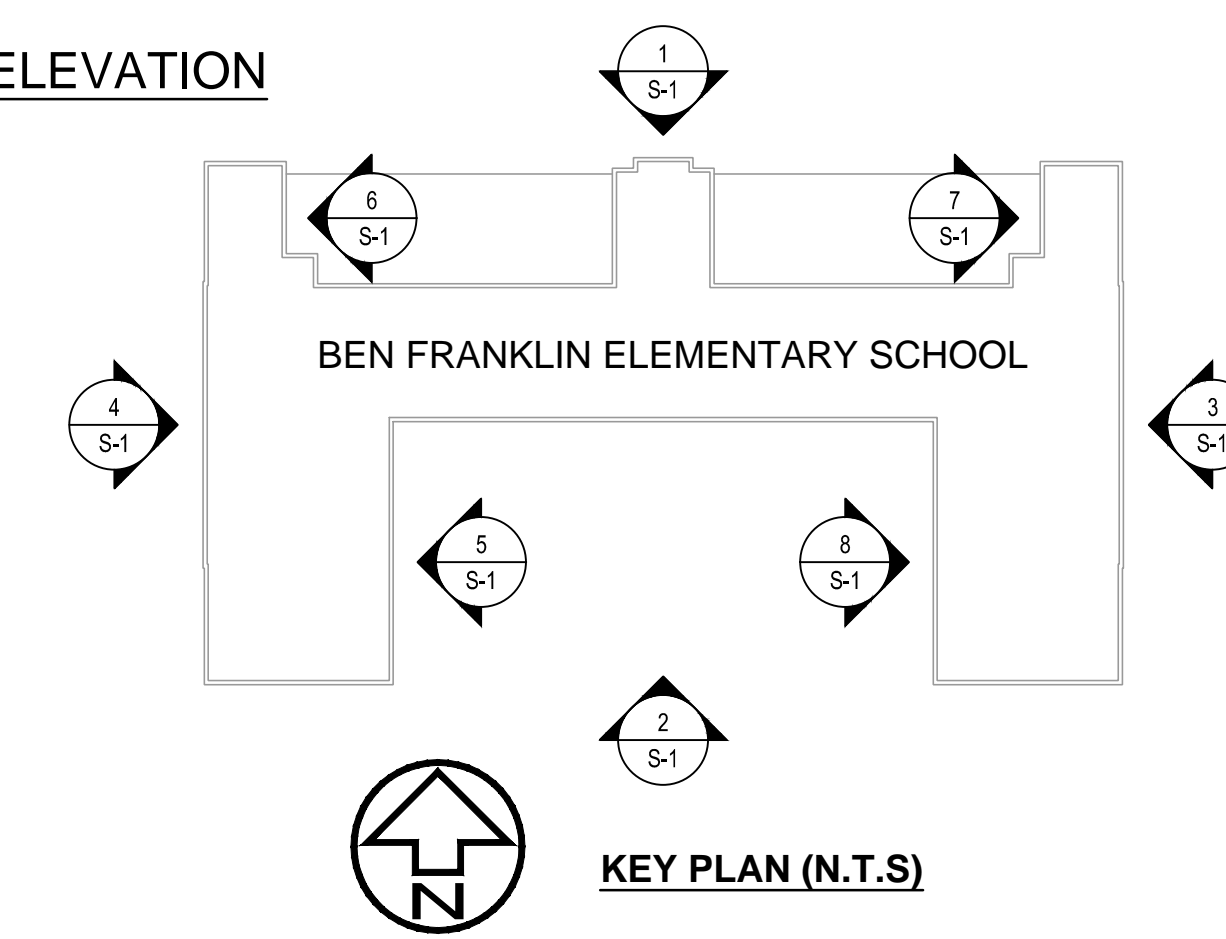 ELEVATION
1
S-1
6
S-1
7
S-1
BEN FRANKLIN ELEMENTARY SCHOOL
4
S-1
3
S-1
5
S-1
8
S-1
2
S-1
N
KEY PLAN (N.T.S)